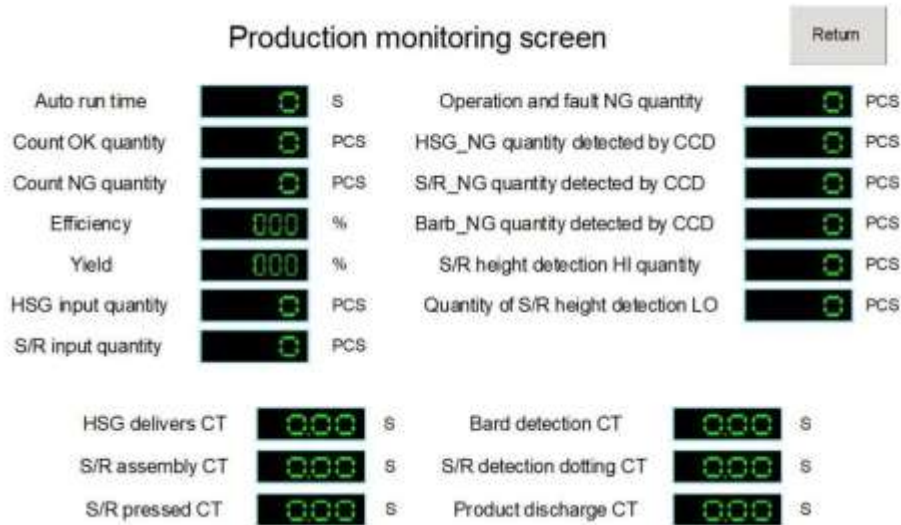 Production monitoring screen Return
Auto run time 0 S Operation and fault NG quantity 0 PCS
Count OK quantity 0 PCS HSG_NG quantity detected by CCD 0 PCS
Count NG quantity 0 PCS S/R_NG quantity detected by CCD 0 PCS
Efficiency 000 % Barb_NG quantity detected by CCD 0 PCS
Yield 000 % S/R height detection HI quantity 0 PCS
HSG input quantity 0 PCS Quantity of S/R height detection LO 0 PCS
S/R input quantity 0 PCS
HSG delivers CT 0.00 S Bard detection CT 0.00 S
S/R assembly CT 0.00 S S/R detection dotting CT 0.00 S
S/R pressed CT 0.00 S Product discharge CT 0.00 S